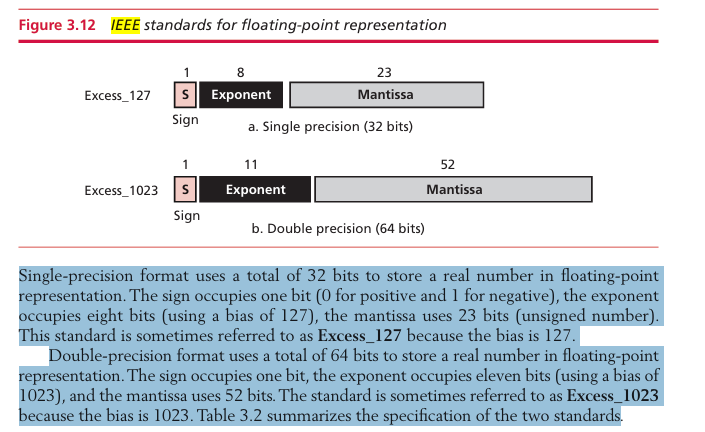 Figure 3.12 IEEE standards for floating-point representation
1 8 23
Excess_127 S Exponent Mantissa
Sign
a. Single precision (32 bits)
1 11 52
Excess_1023 S Exponent Mantissa
Sign
b. Double precision (64 bits)
Single-precision format uses a total of 32 bits to store a real number in floating-point
representation. The sign occupies one bit (0 for positive and 1 for negative), the exponent
occupies eight bits (using a bias of 127), the mantissa uses 23 bits (unsigned number).
This standard is sometimes referred to as Excess_127 because the bias is 127.
Double-precision format uses a total of 64 bits to store a real number in floating-point
representation. The sign occupies one bit, the exponent occupies eleven bits (using a bias of
1023), and the mantissa uses 52 bits. The standard is sometimes referred to as Excess_1023
because the bias is 1023. Table 3.2 summarizes the specification of the two standards.